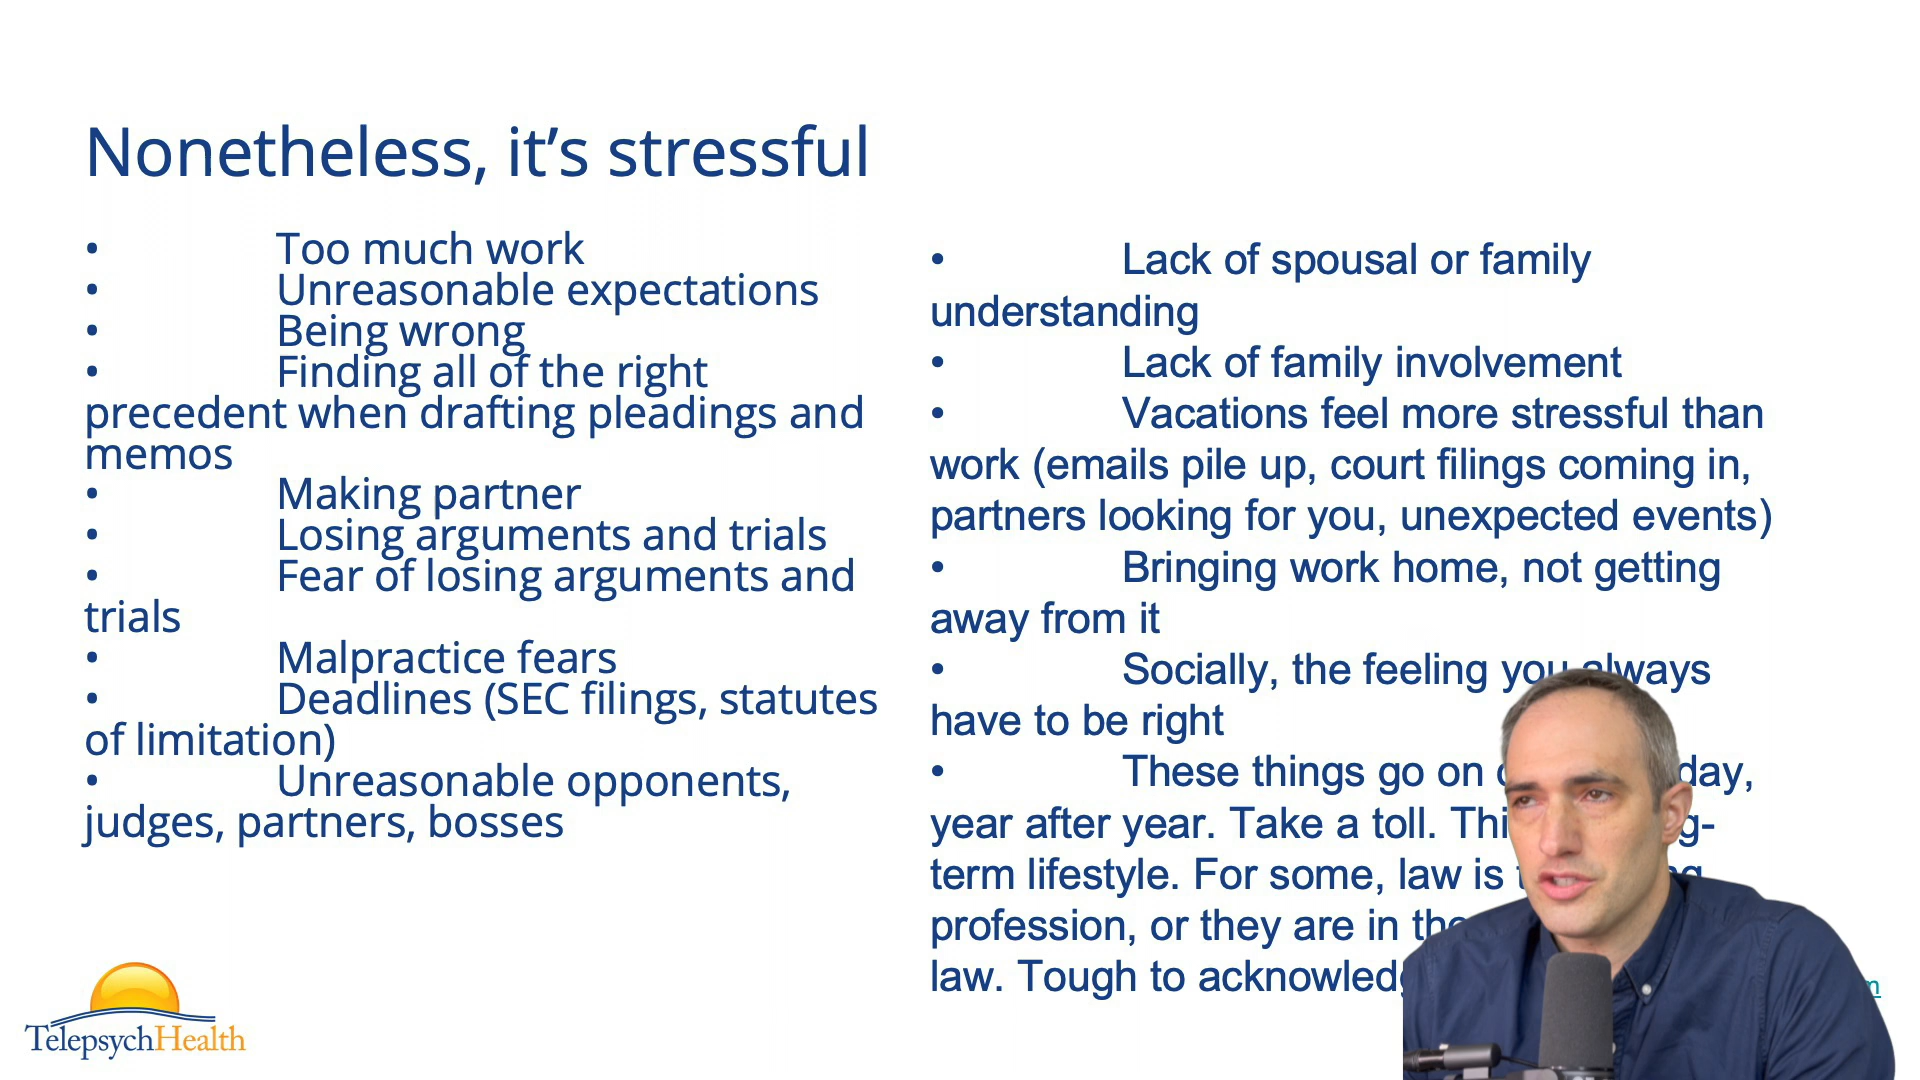 Nonetheless, it’s stressful
• Too much work
• Unreasonable expectations
• Being wrong
• Finding all of the right
precedent when drafting pleadings and
memos
• Making partner
• Losing arguments and trials
• Fear of losing arguments and
trials
• Malpractice fears
• Deadlines (SEC filings, statutes
of limitation)
• Unreasonable opponents,
judges, partners, bosses
• Lack of spousal or family
understanding
• Lack of family involvement
• Vacations feel more stressful than
work (emails pile up, court filings coming in,
partners looking for you, unexpected events)
• Bringing work home, not getting
away from it
• Socially, the feeling you always
have to be right
• These things go on day,
year after year. Take a toll.
term lifestyle. For some, law is
profession, or they are in
law. Tough to
TelepsychHealth